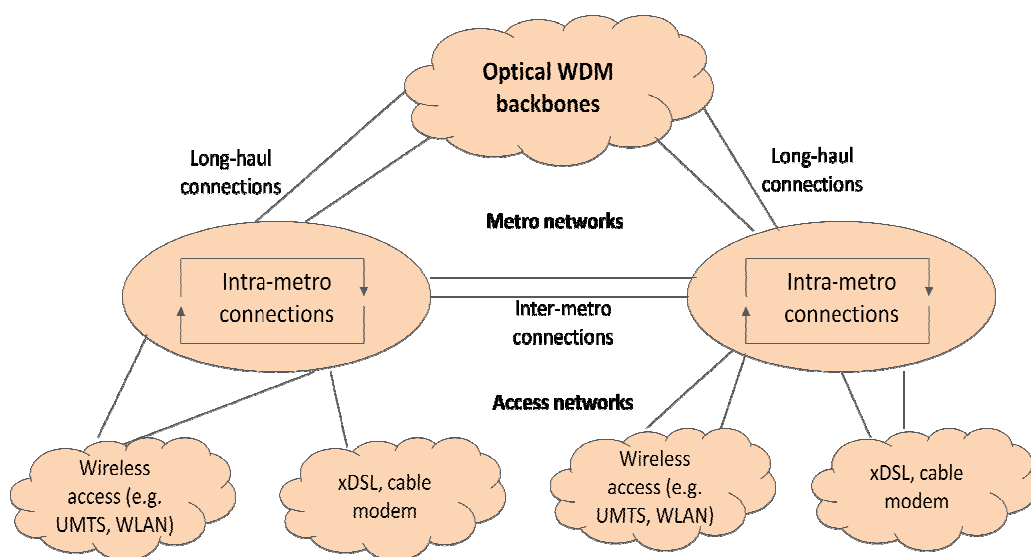 Optical WDM
backbones
Long-haul
connections
Long-haul
connections
Metro networks
Intra-metro
connections
Intra-metro
connections
Inter-metro
connections
Access networks
Wireless
access (e.g.
UMTS, WLAN)
xDSL, cable
modem
Wireless
access (e.g.
UMTS, WLAN)
xDSL, cable
modem